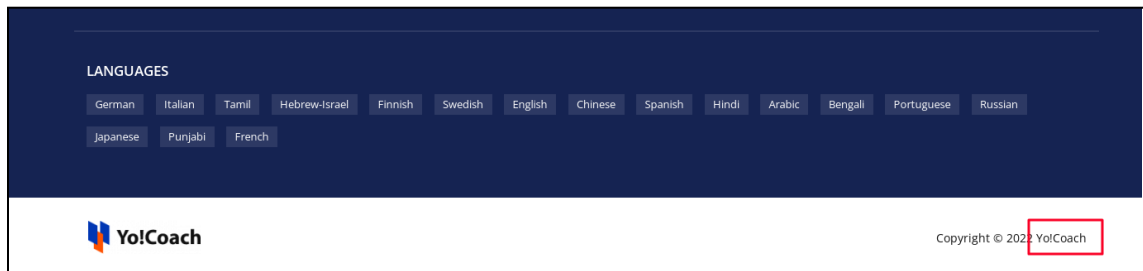 LANGUAGES
German Italian Tamil Hebrew-Israel Finnish Swedish English Chinese Spanish Hindi Arabic Bengali Portuguese Russian
Japanese Punjabi French
Yo!Coach Copyright © 2022 Yo!Coach